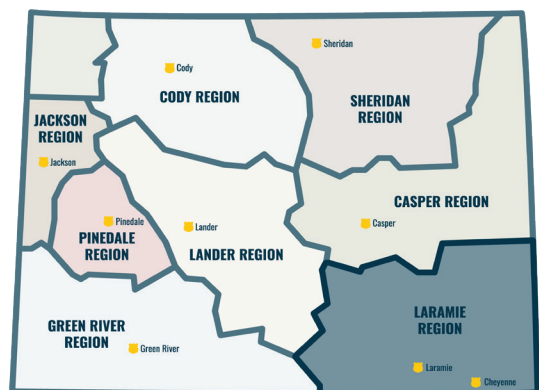 Sheridan
Cody
CODY REGION
SHERIDAN
REGION
JACKSON
REGION
Jackson
CASPER REGION
Pinedale
Lander
Casper
PINEDALE
REGION
LANDER REGION
LARAMIE
REGION
GREEN RIVER
REGION
Green River
Laramie
Cheyenne